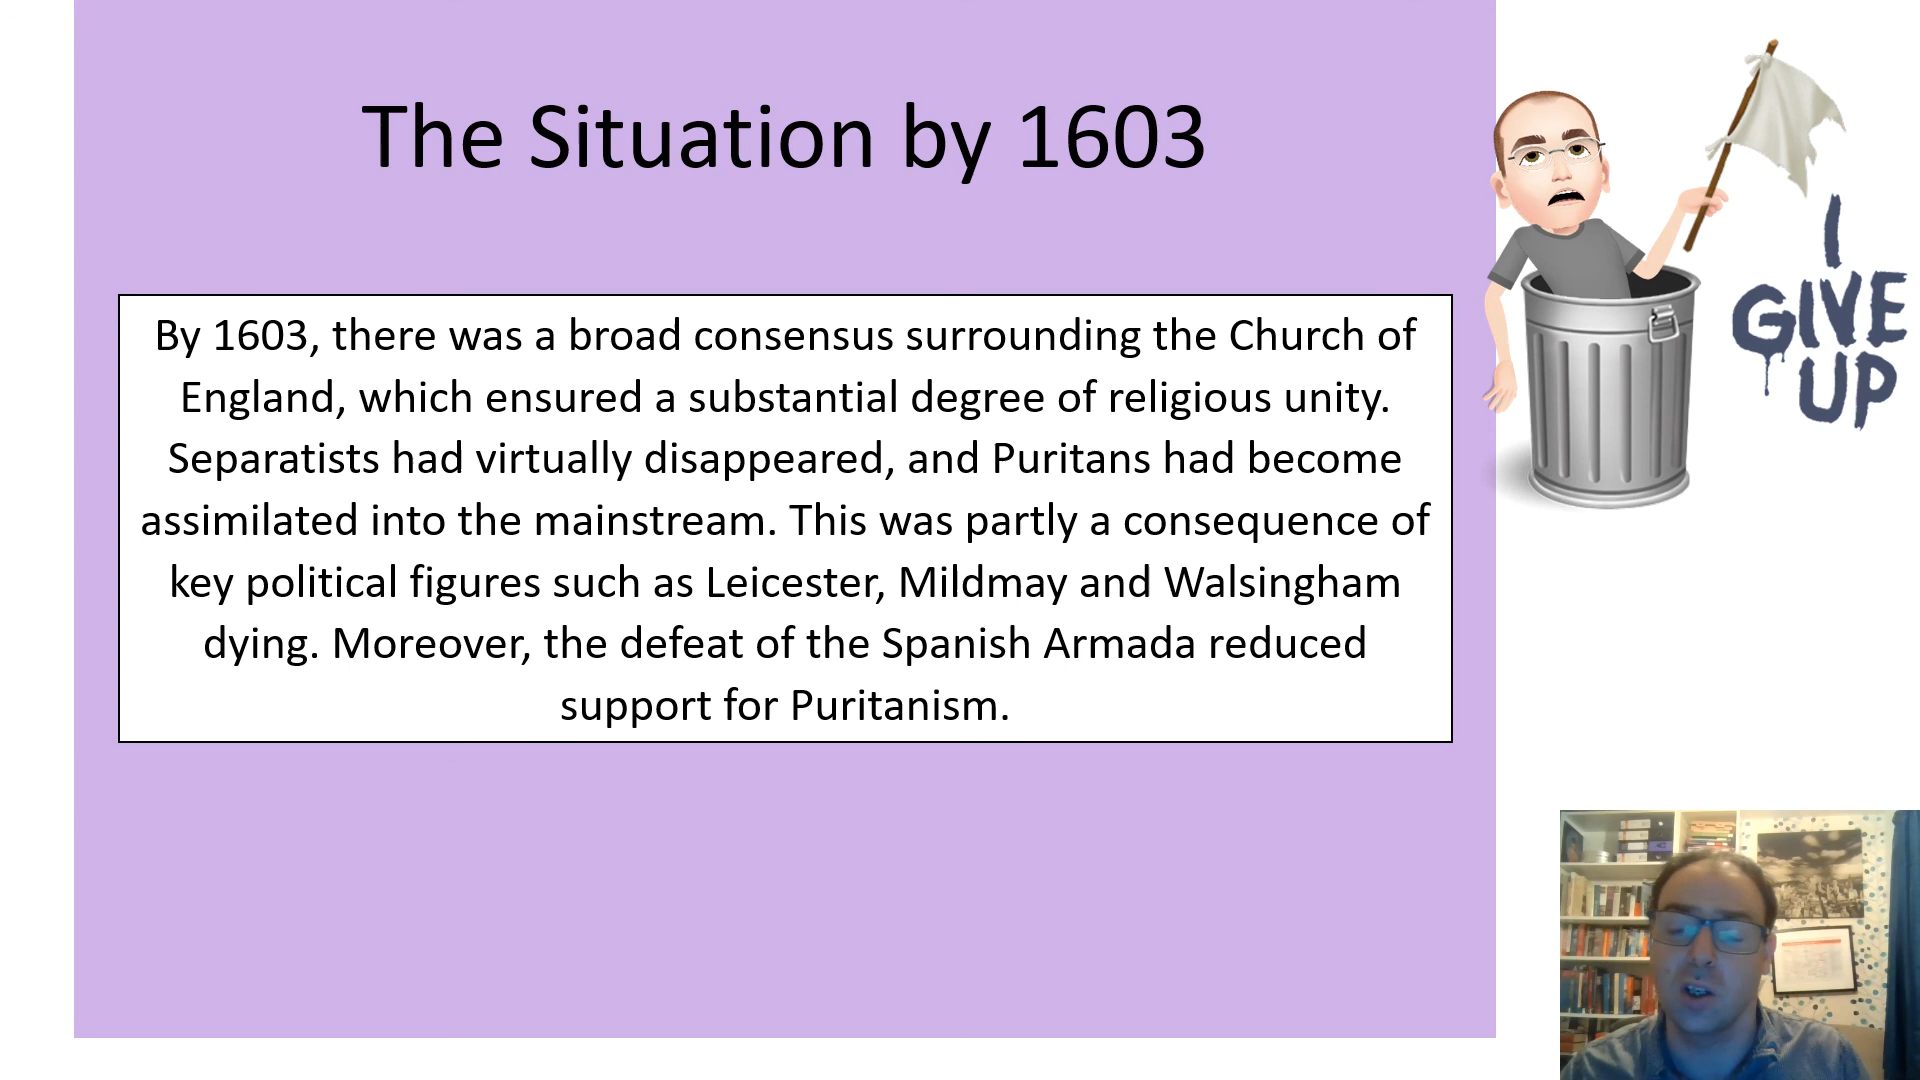 The Situation by 1603
By 1603, there was a broad consensus surrounding the Church of
England, which ensured a substantial degree of religious unity.
Separatists had virtually disappeared, and Puritans had become
assimilated into the mainstream. This was partly a consequence of
key political figures such as Leicester, Mildmay and Walsingham
dying. Moreover, the defeat of the Spanish Armada reduced
support for Puritanism.
I
GIVE
UP